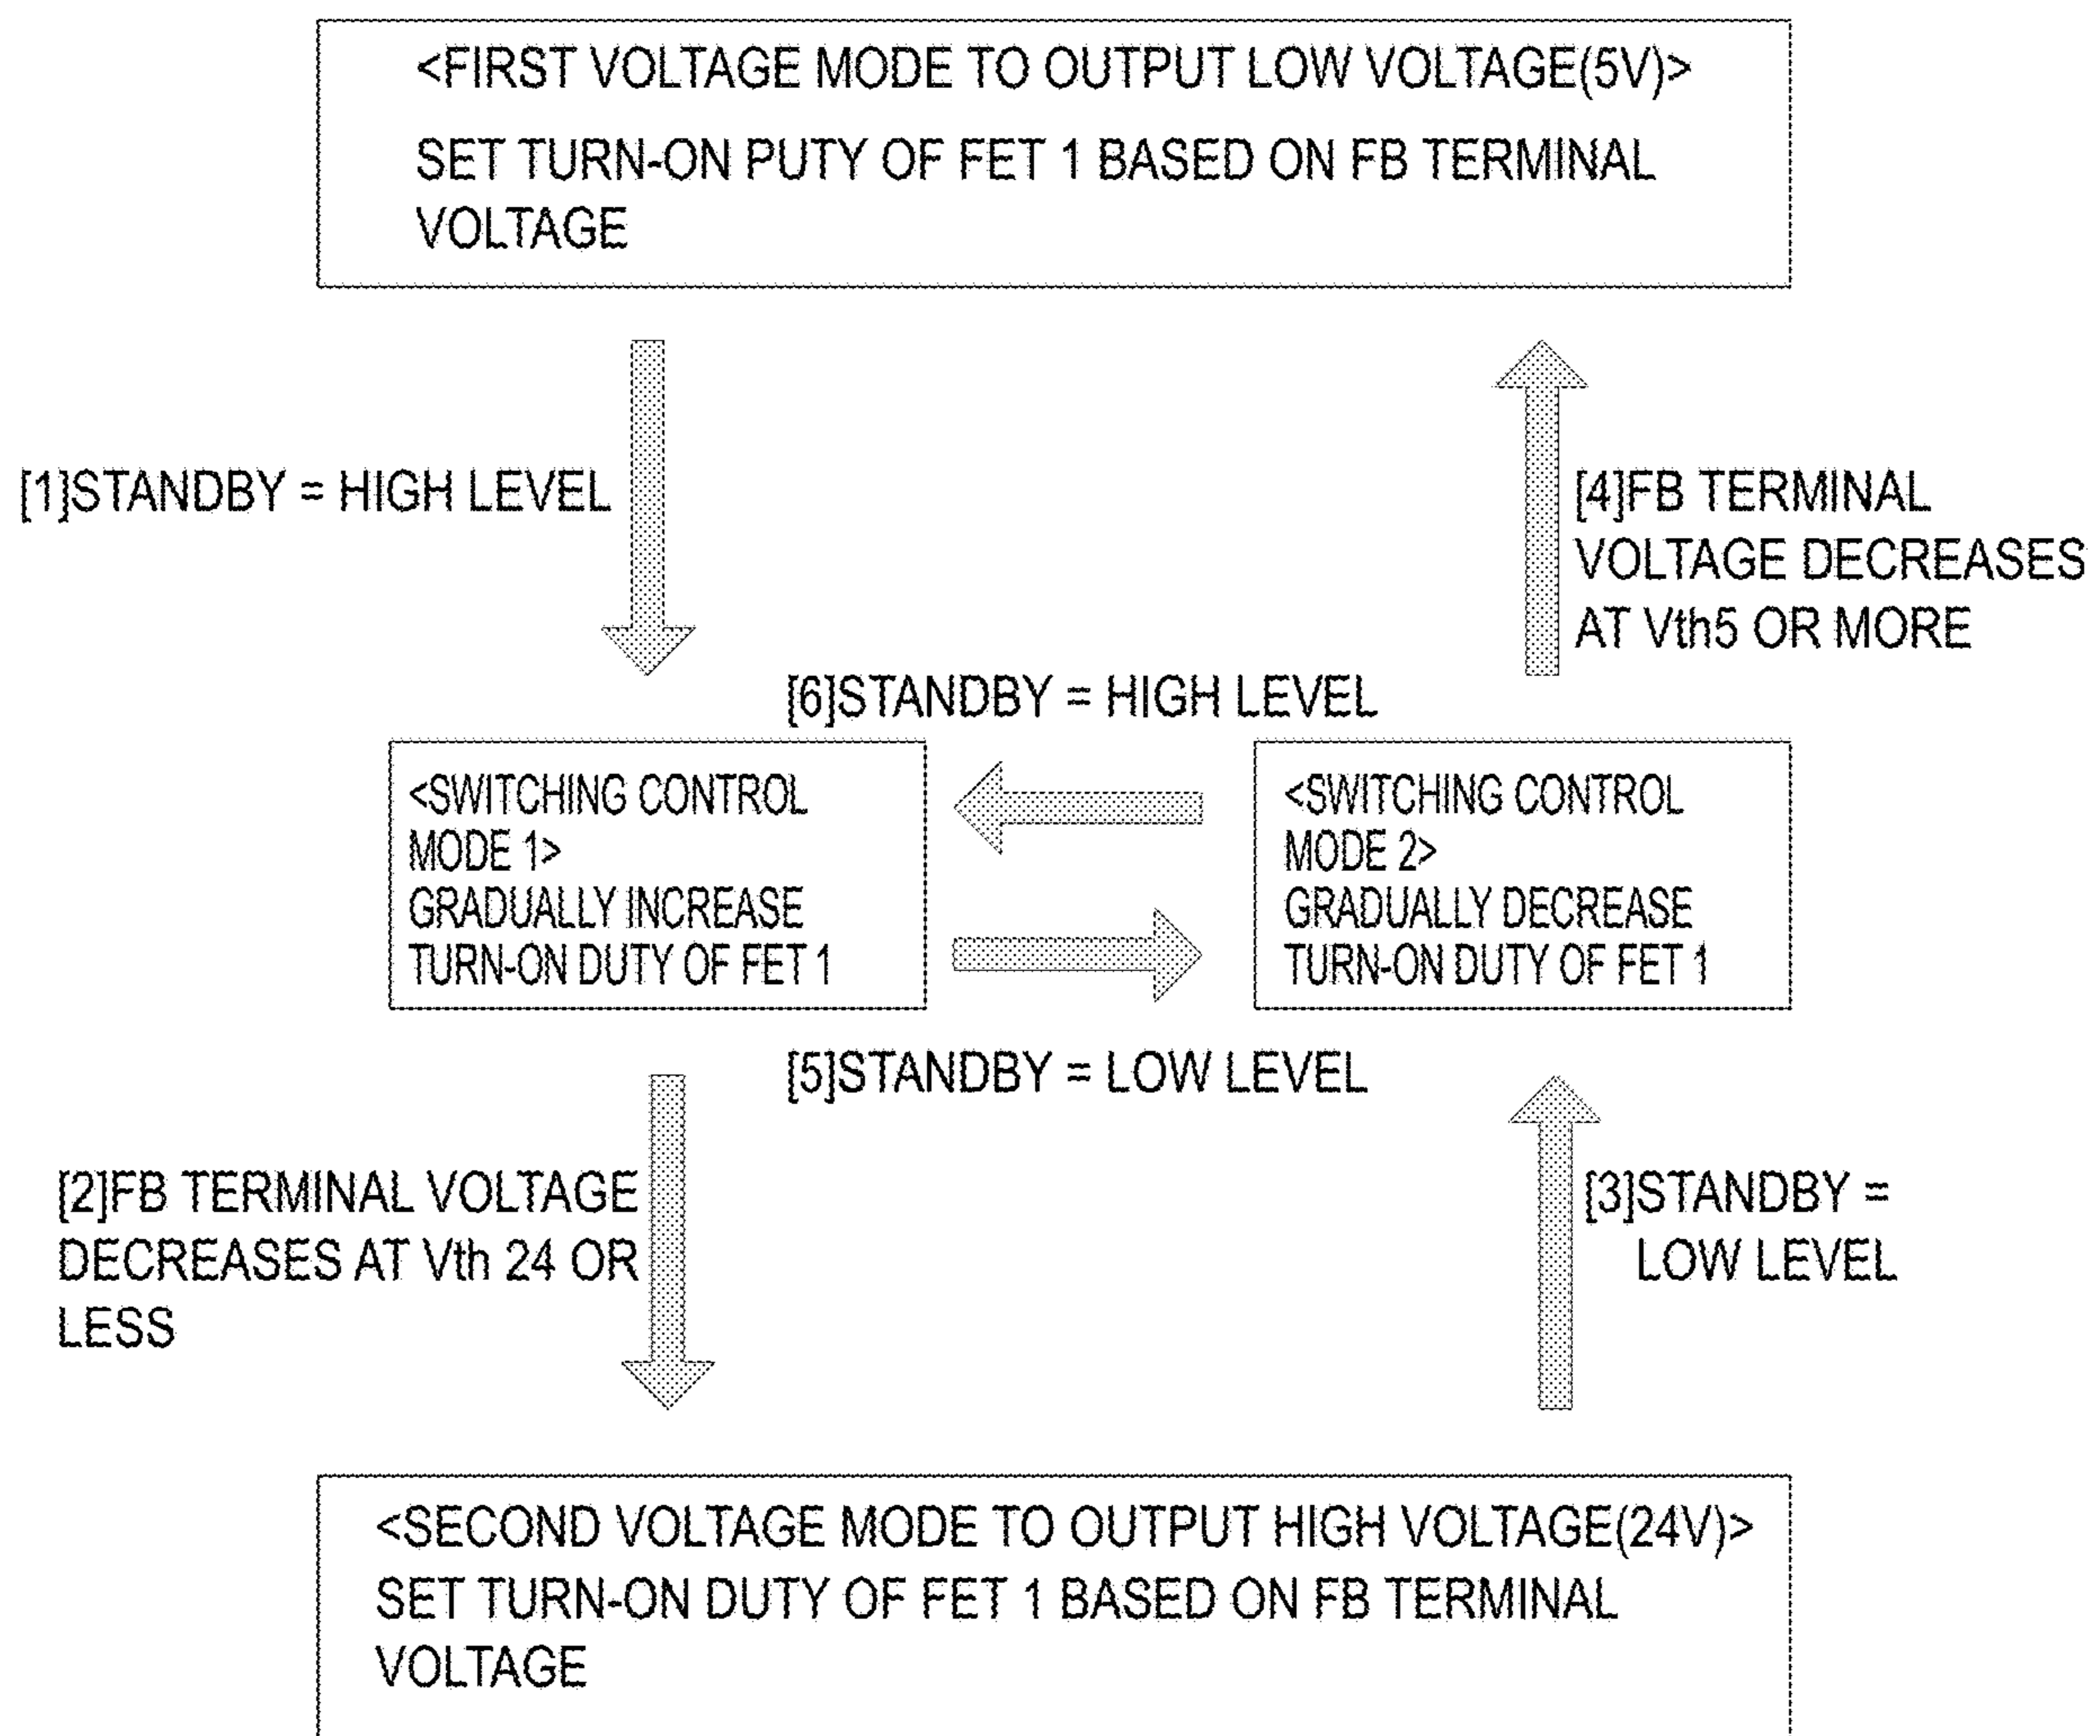 <FIRST VOLTAGE MODE TO OUTPUT LOW VOLTAGE(5V)>
SET TURN-ON PUTY OF FET 1 BASED ON FB TERMINAL
VOLTAGE
[1]STANDBY = HIGH LEVEL
[4]FB TERMINAL
VOLTAGE DECREASES
AT Vth5 OR MORE
[6]STANDBY = HIGH LEVEL
<SWITCHING CONTROL
MODE 1>
GRADUALLY INCREASE
TURN-ON DUTY OF FET 1
<SWITCHING CONTROL
MODE 2>
GRADUALLY DECREASE
TURN-ON DUTY OF FET 1
[5]STANDBY = LOW LEVEL
[2]FB TERMINAL VOLTAGE
DECREASES AT Vth 24 OR
LESS
[3]STANDBY =
LOW LEVEL
<SECOND VOLTAGE MODE TO OUTPUT HIGH VOLTAGE(24V)>
SET TURN-ON DUTY OF FET 1 BASED ON FB TERMINAL
VOLTAGE